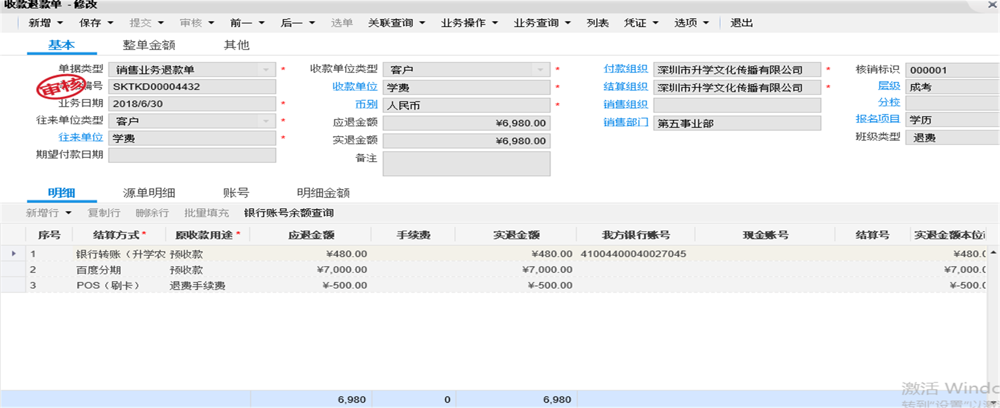 收款退款单 - 修改
新增 保存 提交 审核 前一 后一 选单 关联查询 业务操作 业务查询 列表 凭证 选项 退出
基本 整单金额 其他
单据类型 销售业务退款单 * 收款单位类型 客户 * 付款组织 深圳市升学文化传播有限公司 * 核销标识 000001
审核 编号 SKTKD00004432 收款单位 学费 * 结算组织 深圳市升学文化传播有限公司 * 层级 成考
业务日期 2018/6/30 * 币别 人民币 * 销售组织 分校
往来单位类型 客户 * 应退金额 ¥6,980.00 销售部门 第五事业部 报名项目 学历
往来单位 学费 * 实退金额 ¥6,980.00 班级类型 退费
期望付款日期 备注
明细 源单明细 账号 明细金额
新增行 复制行 删除行 批量填充 银行账号余额查询
序号 结算方式* 原收款用途* 应退金额 手续费 实退金额 我方银行账号 现金账号 结算号 实退金额本位
1 银行转账（升学农 预收款 ¥480.00 ¥480.00 41004400040027045 ¥480.0
2 百度分期 预收款 ¥7,000.00 ¥7,000.00 ¥7,000.0
3 POS（刷卡） 退费手续费 ¥-500.00 ¥-500.00 ¥-500.0
6,980 0 6,980
激活 Windo
转到"设置"以激